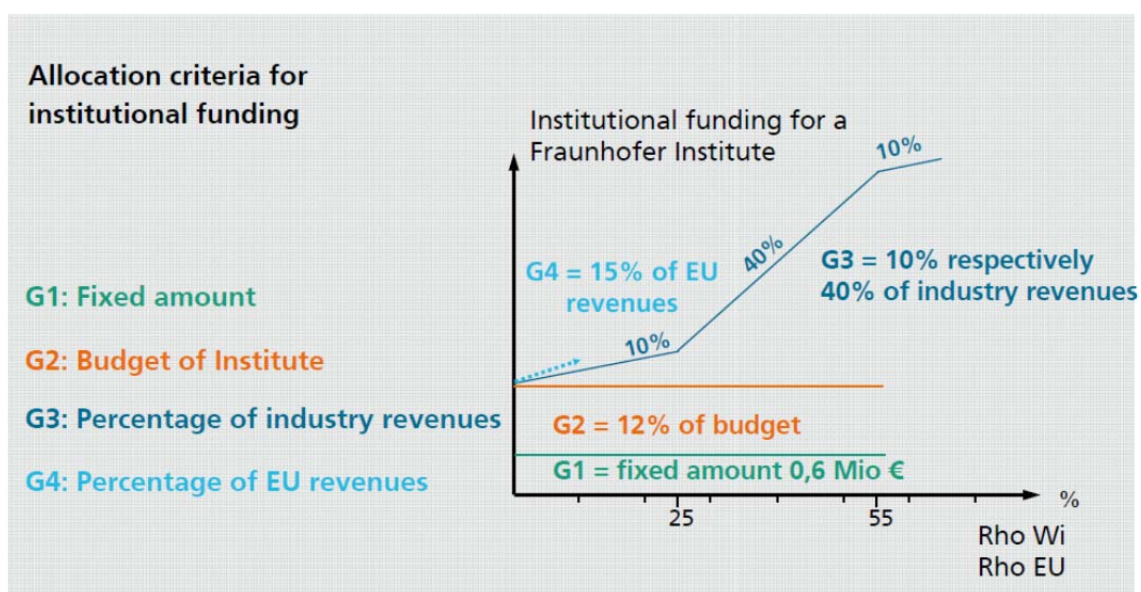 Allocation criteria for
institutional funding
Institutional funding for a
Fraunhofer Institute
10%
40%
G4 = 15% of EU
revenues
G3 = 10% respectively
40% of industry revenues
10%
G1: Fixed amount
G2: Budget of Institute
G3: Percentage of industry revenues
G4: Percentage of EU revenues
G2 = 12% of budget
G1 = fixed amount 0,6 Mio €
25
55
%
Rho Wi
Rho EU